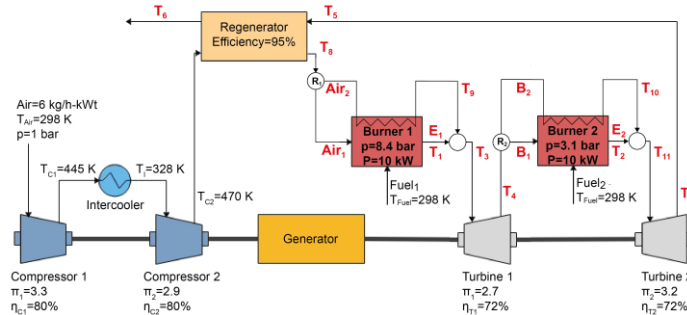 T6
T5
Regenerator
Efficiency=95%
T8
R1
Air2
Air=6 kg/h-kWt
TAir=298 K
p=1 bar
TC1=445 K
TI=328 K
Intercooler
TC2=470 K
Air1
Burner 1
p=8.4 bar
P=10 kW
T9
E1
T1
T3
Fuel1
TFuel=298 K
T4
B2
R2
B1
Burner 2
p=3.1 bar
P=10 kW
T10
E2
T2
T11
Fuel2
TFuel=298 K
T
Generator
Compressor 1
π1=3.3
ηC1=80%
Compressor 2
π2=2.9
ηC2=80%
Turbine 1
π1=2.7
ηT1=72%
Turbine
π2=3.2
ηT2=72%